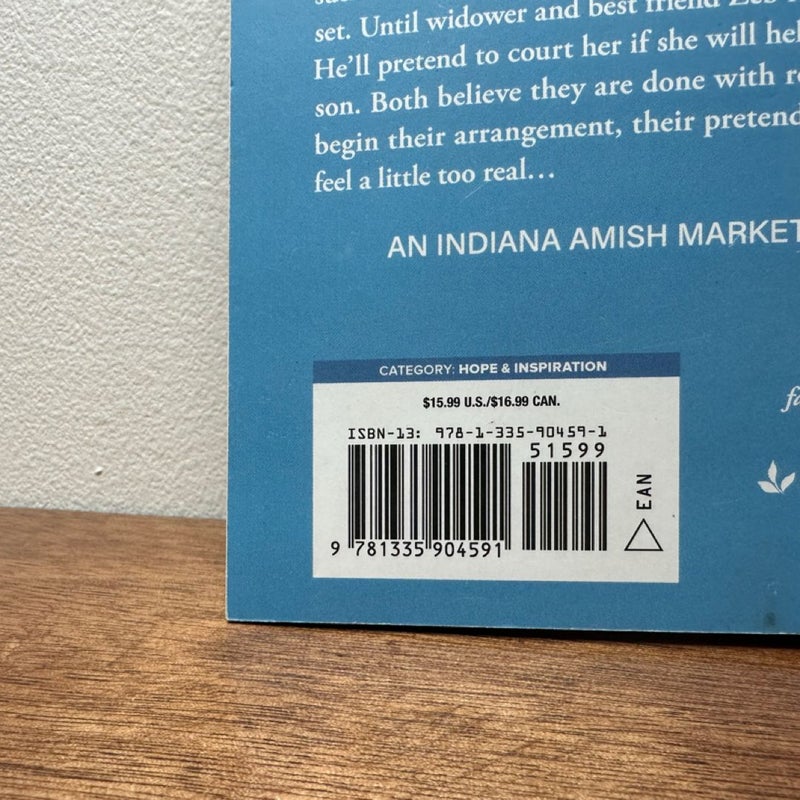 set. Until widower and best friend
He'll pretend to court her if she will
son. Both believe they are done with
begin their arrangement, their
feel a little too real...
AN INDIANA AMISH MARKET
CATEGORY: HOPE & INSPIRATION
$15.99 U.S./$16.99 CAN.
ISBN-13: 978-1-335-90459-1
51599
9 781335 904591
EAN